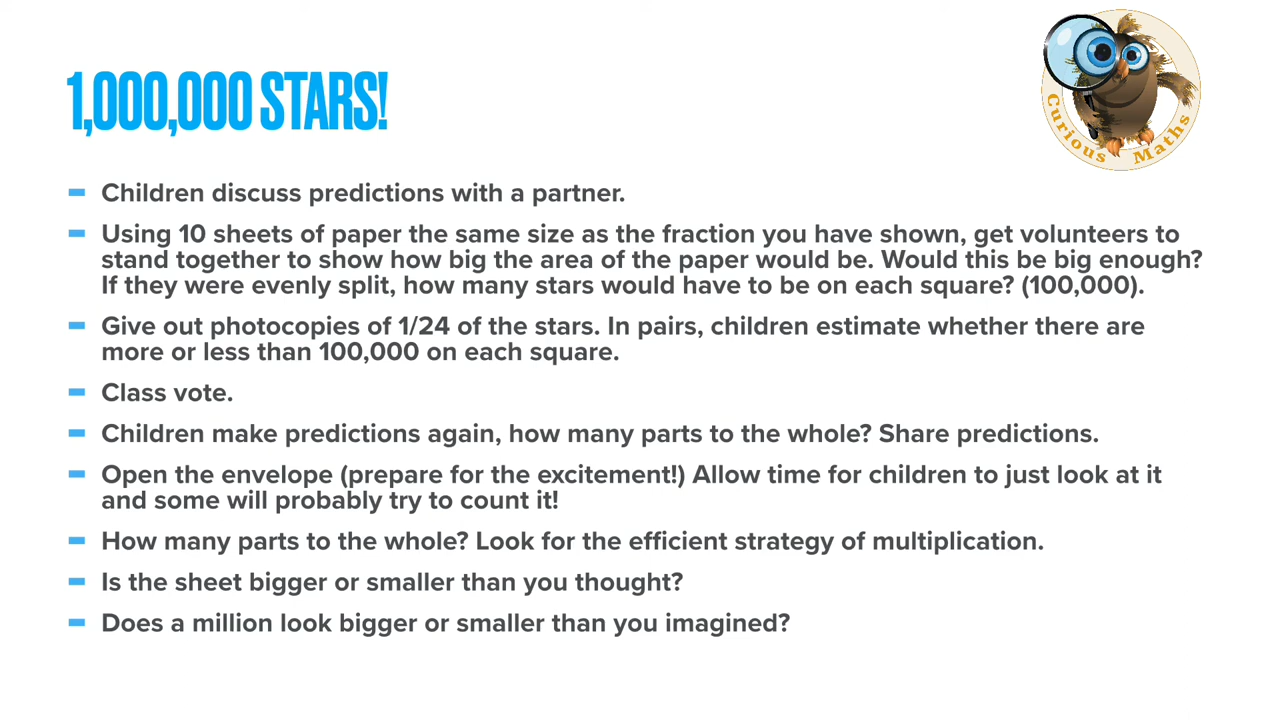 1,000,000 STARS!
Curious Maths
- Children discuss predictions with a partner.
- Using 10 sheets of paper the same size as the fraction you have shown, get volunteers to
stand together to show how big the area of the paper would be. Would this be big enough?
If they were evenly split, how many stars would have to be on each square? (100,000).
- Give out photocopies of 1/24 of the stars. In pairs, children estimate whether there are
more or less than 100,000 on each square.
- Class vote.
- Children make predictions again, how many parts to the whole? Share predictions.
- Open the envelope (prepare for the excitement!) Allow time for children to just look at it
and some will probably try to count it!
- How many parts to the whole? Look for the efficient strategy of multiplication.
- Is the sheet bigger or smaller than you thought?
- Does a million look bigger or smaller than you imagined?